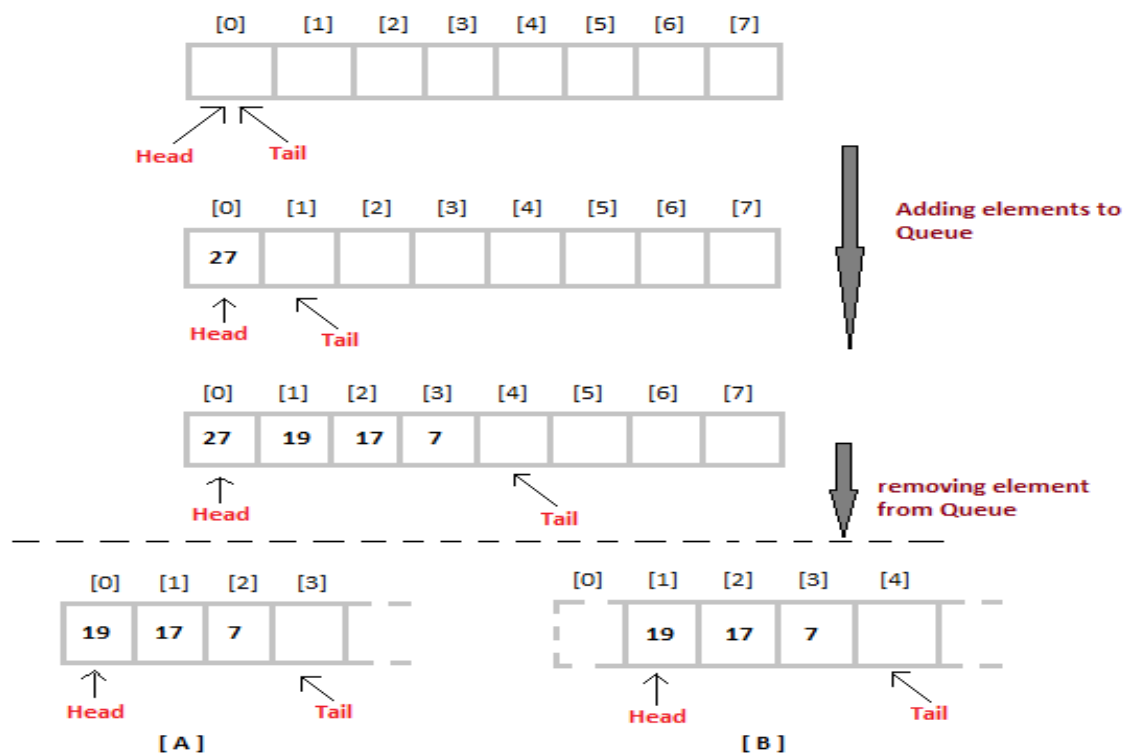 [0] [1] [2] [3] [4] [5] [6] [7]
Head Tail
[0] [1] [2] [3] [4] [5] [6] [7]
27
Head Tail
Adding elements to
Queue
[0] [1] [2] [3] [4] [5] [6] [7]
27 19 17 7
Head Tail
removing element
from Queue
[0] [1] [2] [3]
19 17 7
Head Tail
[ A ]
[0] [1] [2] [3] [4]
19 17 7
Head Tail
[ B ]